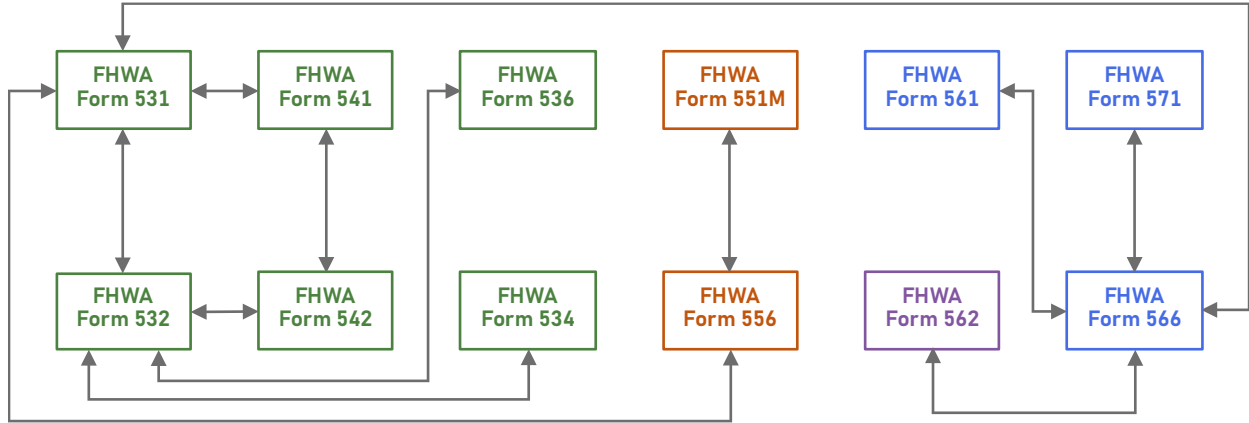 FHWA
Form 531
FHWA
Form 541
FHWA
Form 536
FHWA
Form 551M
FHWA
Form 561
FHWA
Form 571
FHWA
Form 532
FHWA
Form 542
FHWA
Form 534
FHWA
Form 556
FHWA
Form 562
FHWA
Form 566